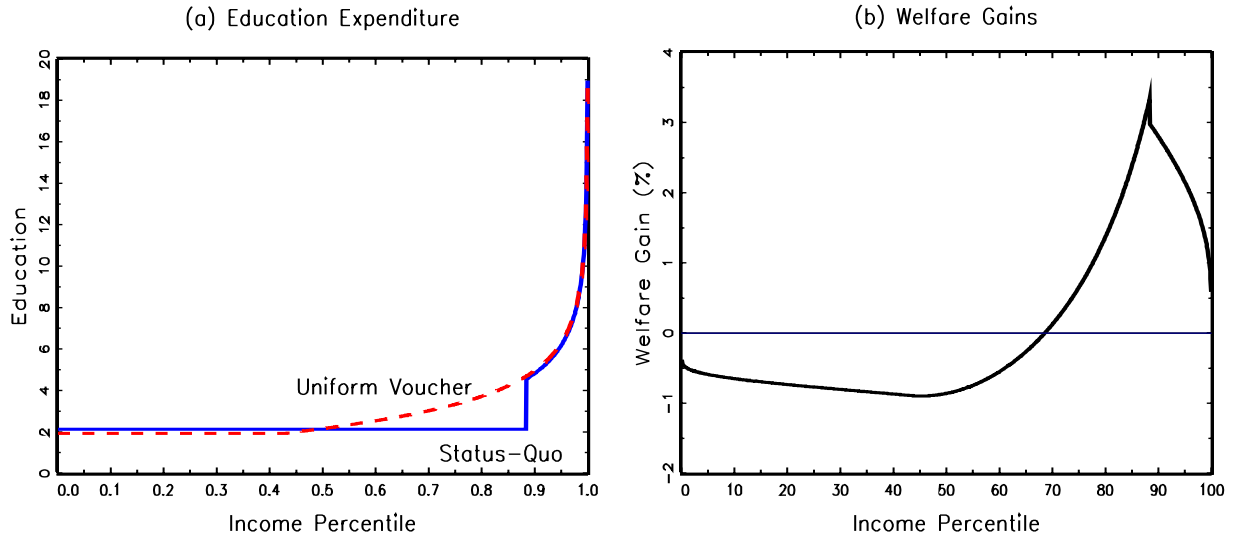 (a) Education Expenditure
Education
20
18
16
14
12
10
8
6
4
2
0
Uniform Voucher
Status-Quo
0.0 0.1 0.2 0.3 0.4 0.5 0.6 0.7 0.8 0.9 1.0
Income Percentile
(b) Welfare Gains
Welfare Gain (%)
4
3
2
1
0
-1
-2
0 10 20 30 40 50 60 70 80 90 100
Income Percentile